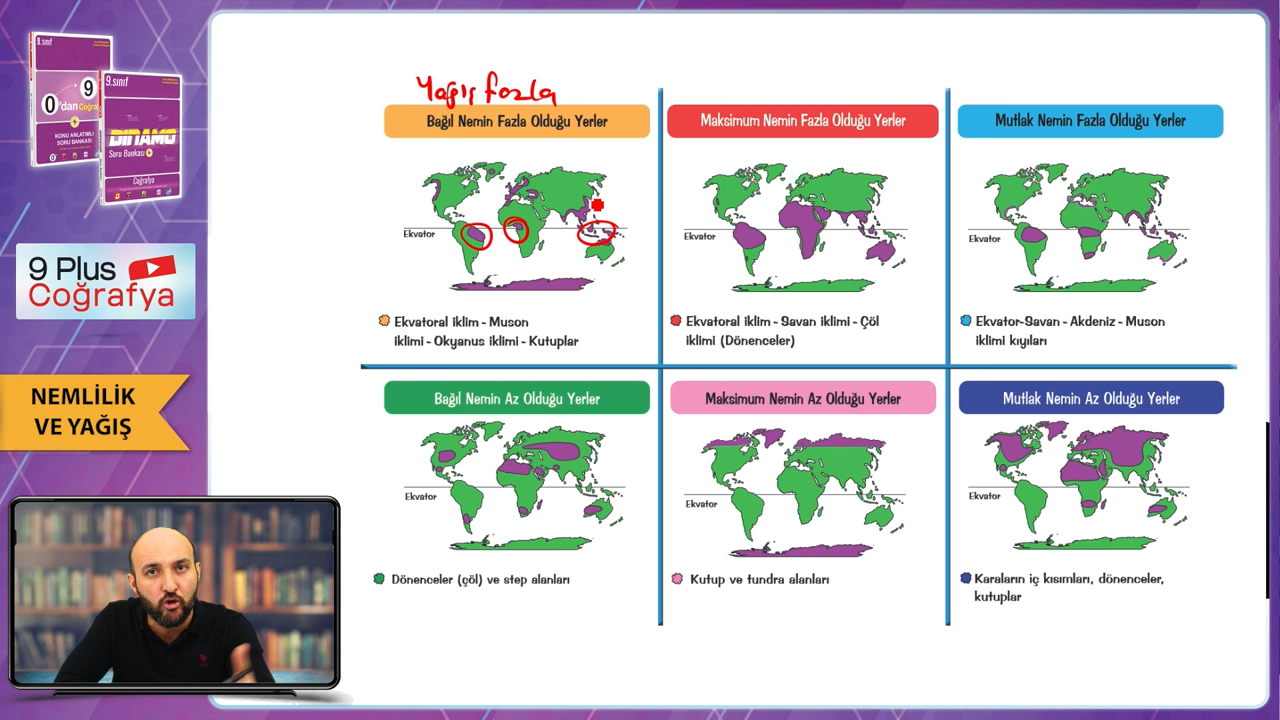 9.sınıf
0'dan 9
KONU ANLATIMLI
SORU BANKASI
9.sınıf
DİNAMO
Soru Bankası
Coğrafya
9 Plus
Coğrafya
NEMLİLİK
VE YAĞIŞ
Yağış fazla
Bağıl Nemin Fazla Olduğu Yerler
Ekvator
Ekvatoral iklim - Muson
iklimi - Okyanus iklimi - Kutuplar
Maksimum Nemin Fazla Olduğu Yerler
Ekvator
Ekvatoral iklim - Savan iklimi - Çöl
iklimi (Dönenceler)
Mutlak Nemin Fazla Olduğu Yerler
Ekvator
Ekvator-Savan - Akdeniz - Muson
iklimi kıyıları
Bağıl Nemin Az Olduğu Yerler
Ekvator
Dönenceler (çöl) ve step alanları
Maksimum Nemin Az Olduğu Yerler
Ekvator
Kutup ve tundra alanları
Mutlak Nemin Az Olduğu Yerler
Ekvator
Karaların iç kısımları, dönenceler,
kutuplar